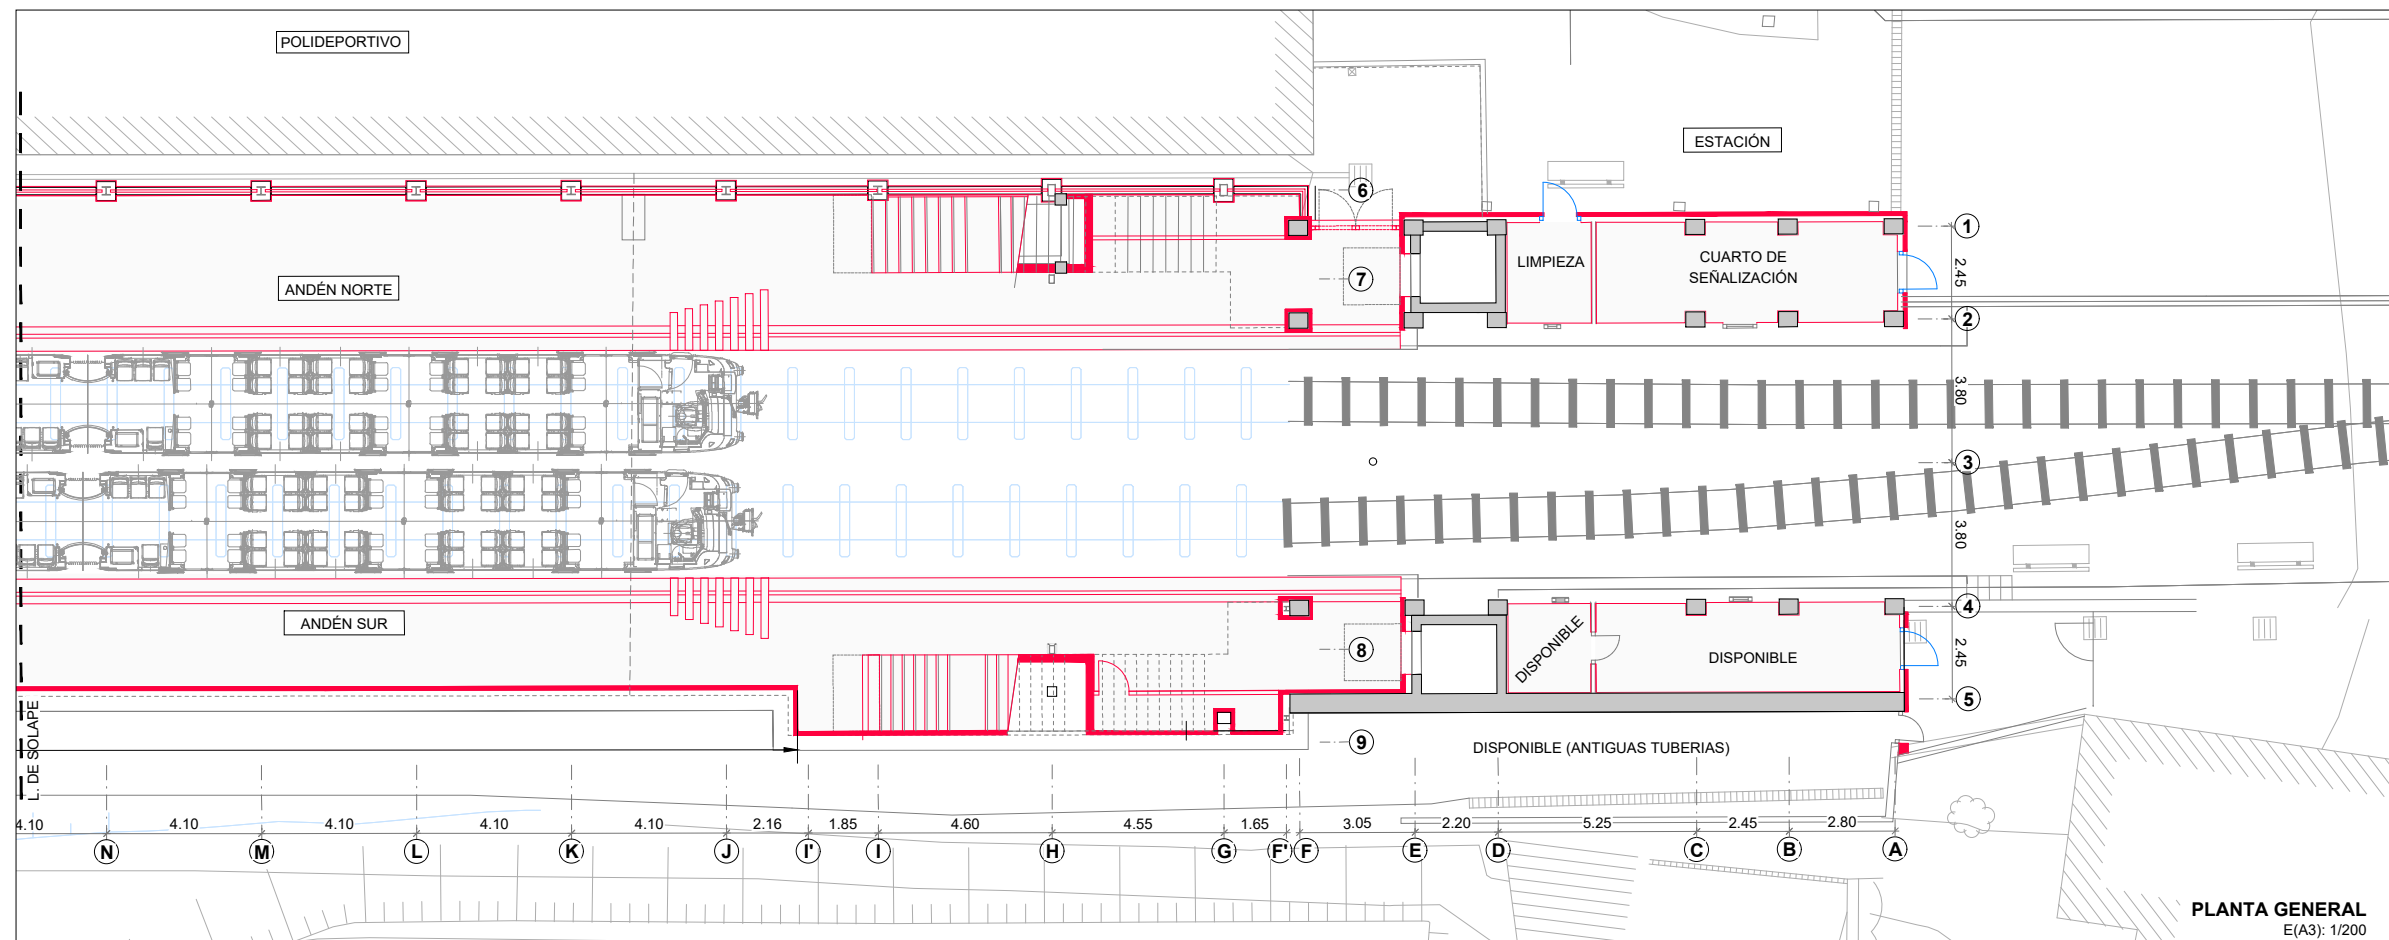 POLIDEPORTIVO
ESTACIÓN
6
1
LIMPIEZA
CUARTO DE
SEÑALIZACIÓN
7
2.45
ANDÉN NORTE
2
3.80
3
3.80
ANDÉN SUR
4
8
DISPONIBLE
DISPONIBLE
2.45
5
L. DE SOLAPE
9
DISPONIBLE (ANTIGUAS TUBERIAS)
4.10 4.10 4.10 4.10 4.10 2.16 1.85 4.60 4.55 1.65 3.05 2.20 5.25 2.45 2.80
N M L K J I' I H G F' F E D C B A
PLANTA GENERAL
E(A3): 1/200